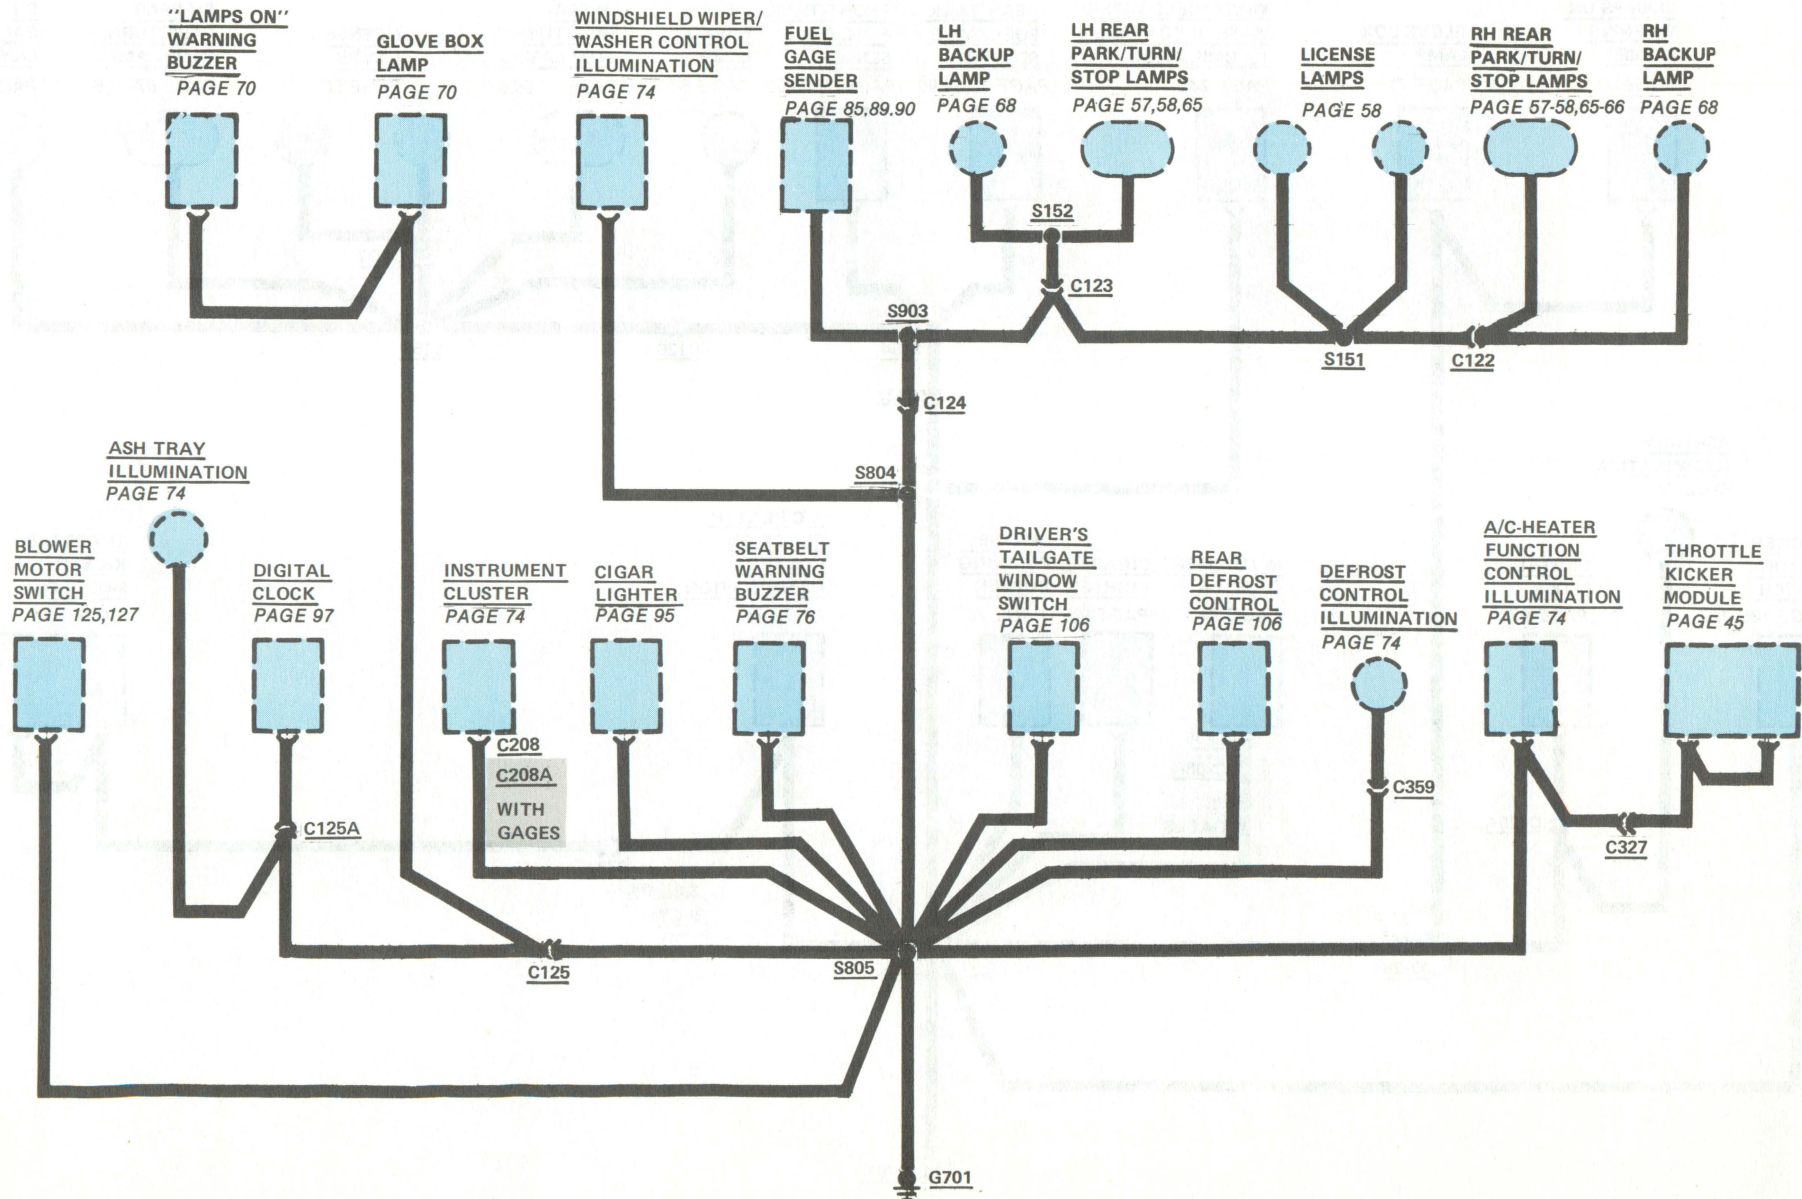 "LAMPS ON"
WARNING
BUZZER
PAGE 70
GLOVE BOX
LAMP
PAGE 70
WINDSHIELD WIPER/
WASHER CONTROL
ILLUMINATION
PAGE 74
FUEL
GAGE
SENDER
PAGE 85,89.90
LH
BACKUP
LAMP
PAGE 68
LH REAR
PARK/TURN/
STOP LAMPS
PAGE 57,58,65
LICENSE
LAMPS
PAGE 58
RH REAR
PARK/TURN/
STOP LAMPS
PAGE 57-58,65-66
RH
BACKUP
LAMP
PAGE 68
S152
C123
S903
S151
C122
C124
S804
ASH TRAY
ILLUMINATION
PAGE 74
BLOWER
MOTOR
SWITCH
PAGE 125,127
DIGITAL
CLOCK
PAGE 97
INSTRUMENT
CLUSTER
PAGE 74
CIGAR
LIGHTER
PAGE 95
SEATBELT
WARNING
BUZZER
PAGE 76
DRIVER'S
TAILGATE
WINDOW
SWITCH
PAGE 106
REAR
DEFROST
CONTROL
PAGE 106
DEFROST
CONTROL
ILLUMINATION
PAGE 74
A/C-HEATER
FUNCTION
CONTROL
ILLUMINATION
PAGE 74
THROTTLE
KICKER
MODULE
PAGE 45
C208
C208A
WITH
GAGES
C125A
C359
C327
C125
S805
G701